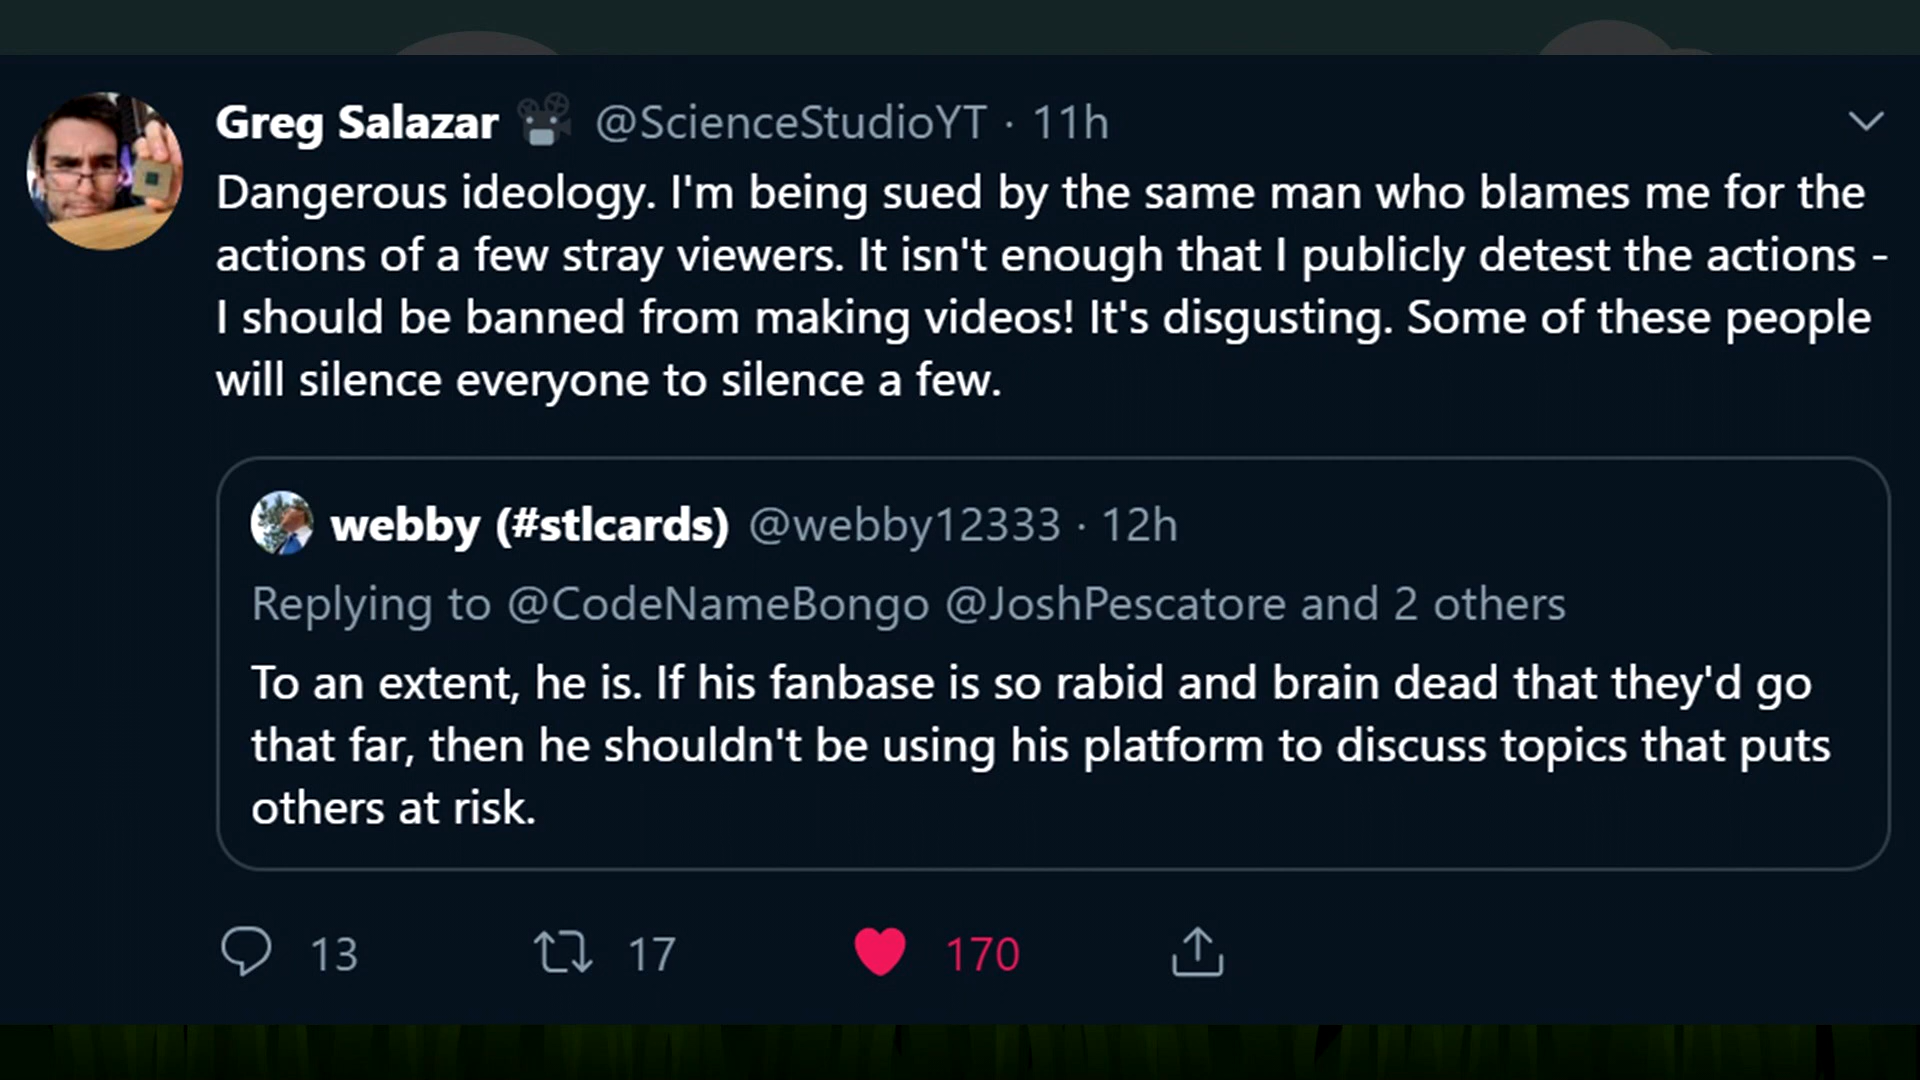 Greg Salazar @ScienceStudioYT · 11h
Dangerous ideology. I'm being sued by the same man who blames me for the
actions of a few stray viewers. It isn't enough that I publicly detest the actions -
I should be banned from making videos! It's disgusting. Some of these people
will silence everyone to silence a few.
webby (#stlcards) @webby12333 · 12h
Replying to @CodeNameBongo @JoshPescatore and 2 others
To an extent, he is. If his fanbase is so rabid and brain dead that they'd go
that far, then he shouldn't be using his platform to discuss topics that puts
others at risk.
13 17 170